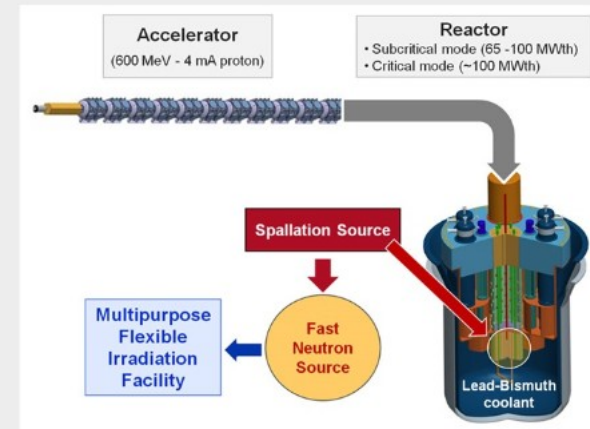 Accelerator
(600 MeV - 4 mA proton)
Reactor
• Subcritical mode (65 -100 MWth)
• Critical mode (~100 MWth)
Spallation Source
Multipurpose
Flexible
Irradiation
Facility
Fast
Neutron
Source
Lead-Bismuth
coolant